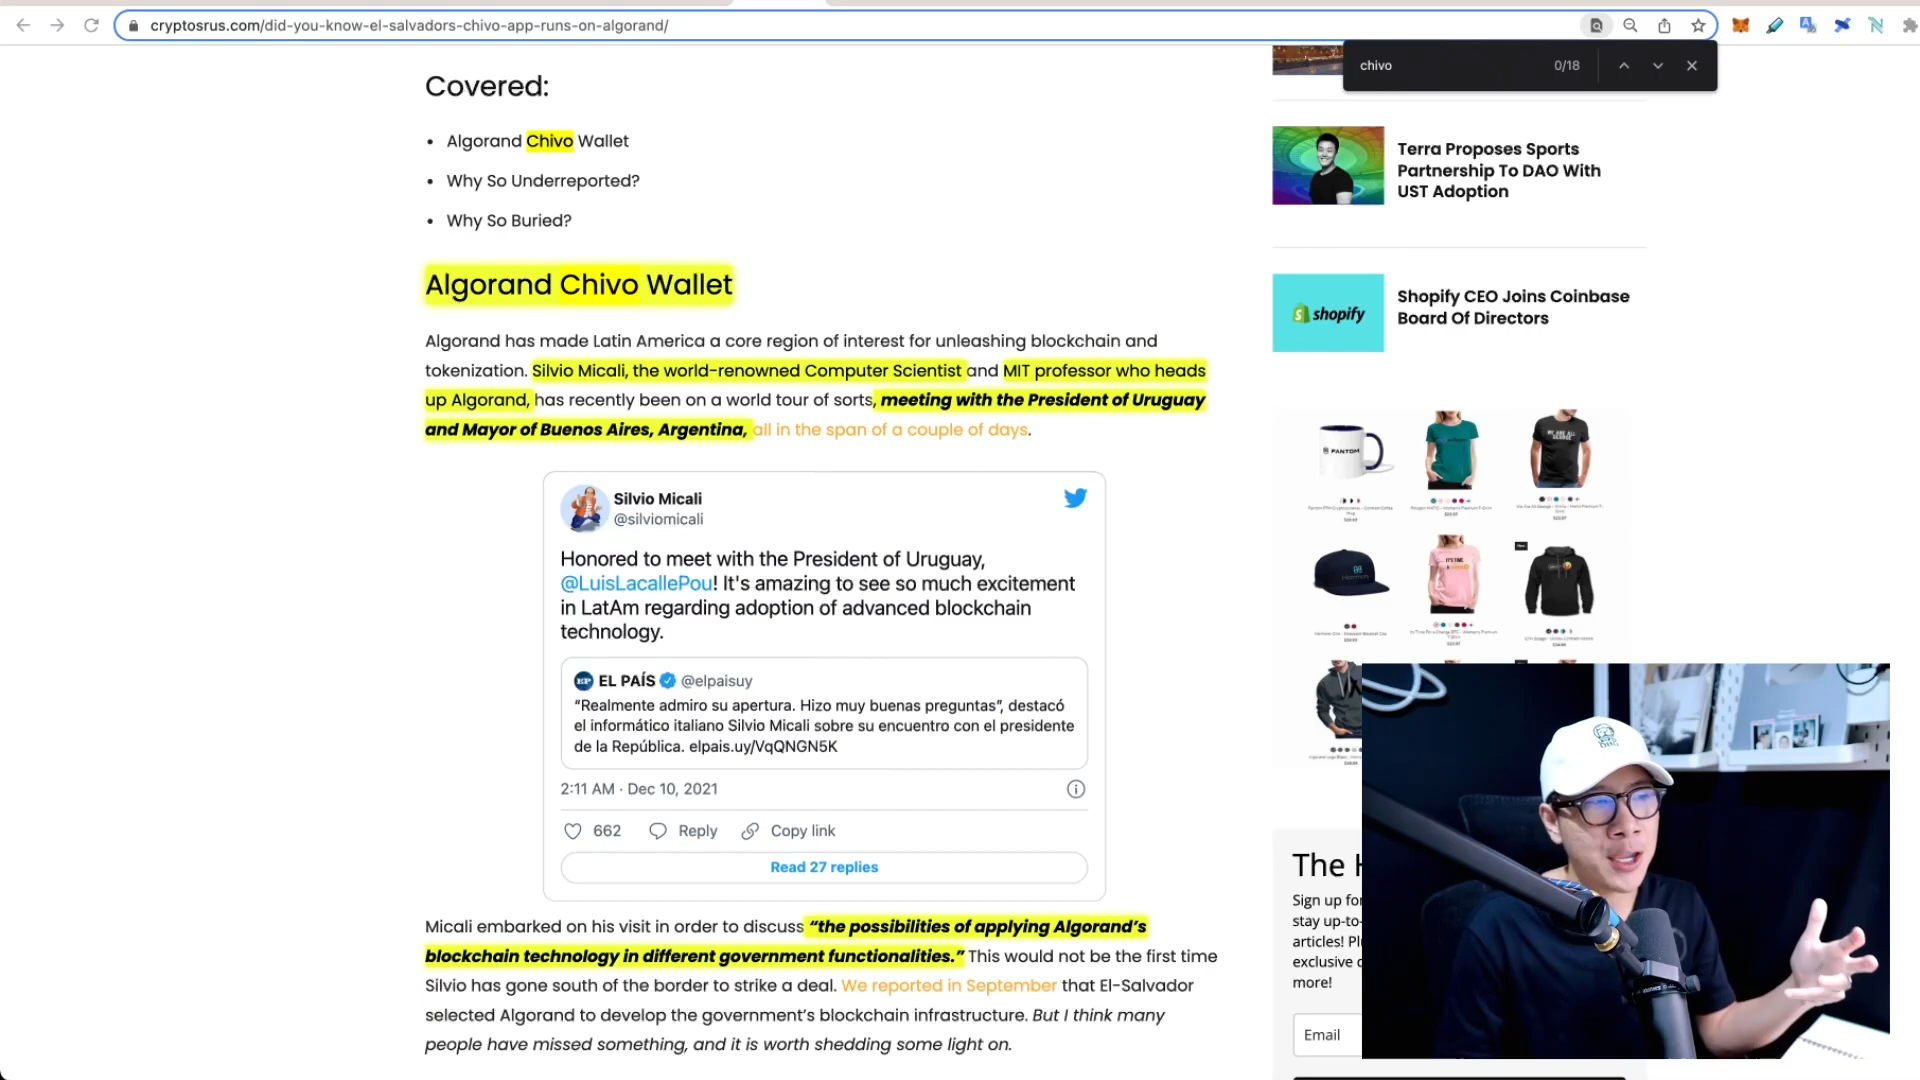 cryptosrus.com/did-you-know-el-salvadors-chivo-app-runs-on-algorand/
chivo 0/18
Covered:
• Algorand Chivo Wallet
• Why So Underreported?
• Why So Buried?
Algorand Chivo Wallet
Algorand has made Latin America a core region of interest for unleashing blockchain and
tokenization. Silvio Micali, the world-renowned Computer Scientist and MIT professor who heads
up Algorand, has recently been on a world tour of sorts, meeting with the President of Uruguay
and Mayor of Buenos Aires, Argentina, all in the span of a couple of days.
Silvio Micali
@silviomicali
Honored to meet with the President of Uruguay,
@LuisLacallePou! It's amazing to see so much excitement
in LatAm regarding adoption of advanced blockchain
technology.
EL PAÍS @elpaisuy
“Realmente admiro su apertura. Hizo muy buenas preguntas”, destacó
el informático italiano Silvio Micali sobre su encuentro con el presidente
de la República. elpais.uy/VqQNGN5K
2:11 AM · Dec 10, 2021
662 Reply Copy link
Read 27 replies
Micali embarked on his visit in order to discuss “the possibilities of applying Algorand’s
blockchain technology in different government functionalities.” This would not be the first time
Silvio has gone south of the border to strike a deal. We reported in September that El-Salvador
selected Algorand to develop the government’s blockchain infrastructure. But I think many
people have missed something, and it is worth shedding some light on.
Terra Proposes Sports
Partnership To DAO With
UST Adoption
shopify
Shopify CEO Joins Coinbase
Board Of Directors
FANTOM
The
Sign up for
stay up-to-
articles!
exclusive
more!
Email